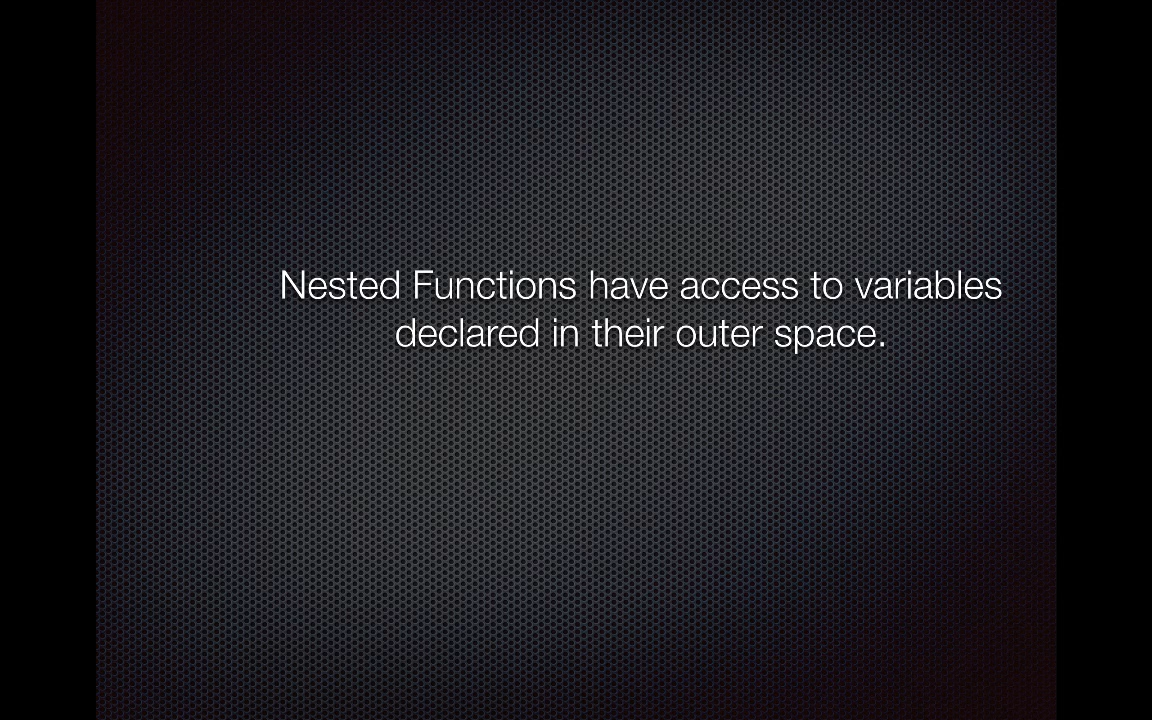 Nested Functions have access to variables
declared in their outer space.